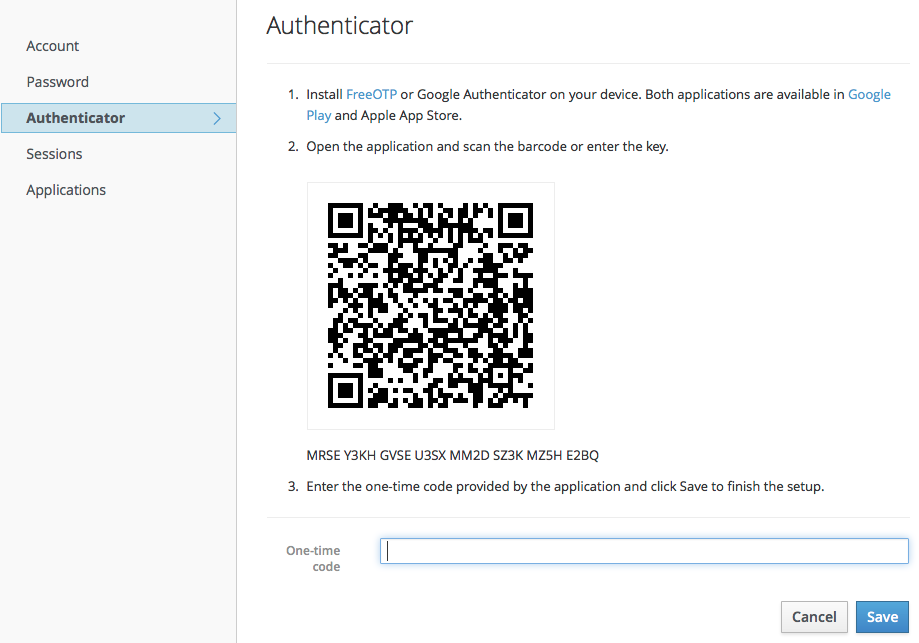 Account
Password
Authenticator
Sessions
Applications
Authenticator
1. Install FreeOTP or Google Authenticator on your device. Both applications are available in Google
Play and Apple App Store.
2. Open the application and scan the barcode or enter the key.
MRSE Y3KH GVSE U3SX MM2D SZ3K MZ5H E2BQ
3. Enter the one-time code provided by the application and click Save to finish the setup.
One-time
code
Cancel
Save